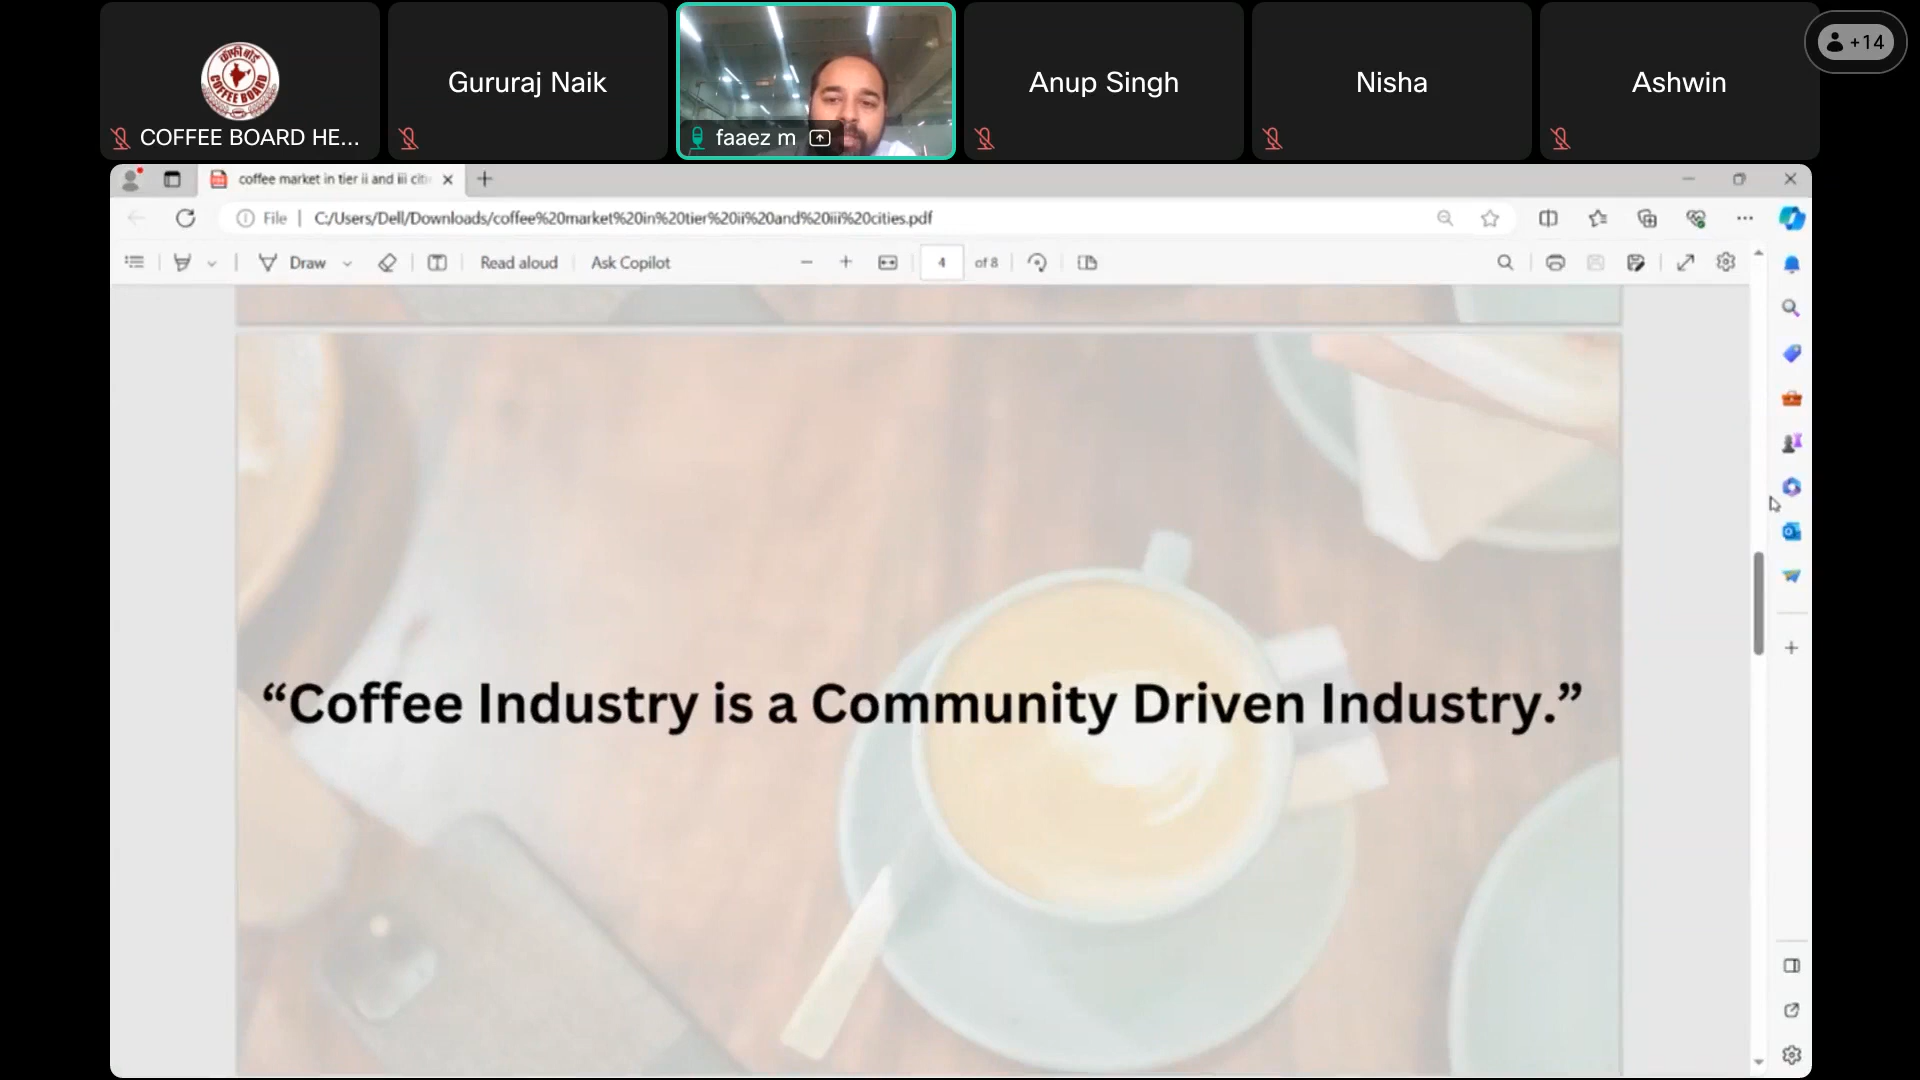 कॉफी बोर्ड
COFFEE BOARD
COFFEE BOARD HE...
Gururaj Naik
faaez m
Anup Singh
Nisha
Ashwin
+14
coffee market in tier ii and iii citi
File
C:/Users/Dell/Downloads/coffee%20market%20in%20tier%20ii%20and%20iii%20cities.pdf
Draw
Read aloud
Ask Copilot
4
of 8
“Coffee Industry is a Community Driven Industry.”